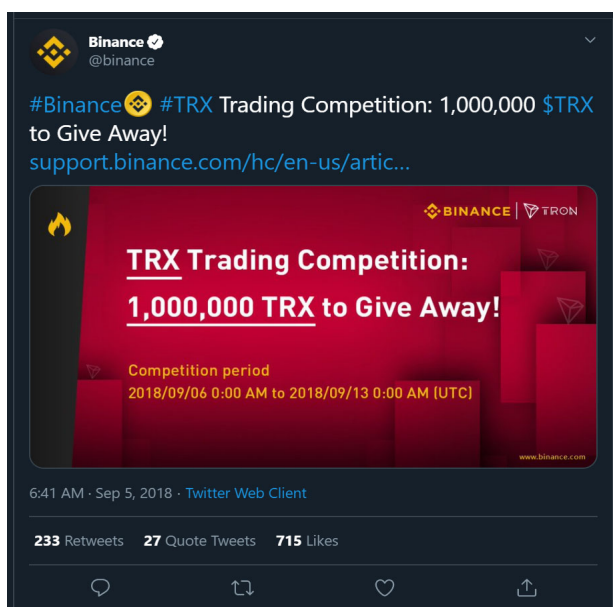 Binance
@binance
#Binance #TRX Trading Competition: 1,000,000 $TRX
to Give Away!
support.binance.com/hc/en-us/artic...
BINANCE | TRON
TRX Trading Competition:
1,000,000 TRX to Give Away!
Competition period
2018/09/06 0:00 AM to 2018/09/13 0:00 AM (UTC)
www.binance.com
6:41 AM · Sep 5, 2018 · Twitter Web Client
233 Retweets 27 Quote Tweets 715 Likes